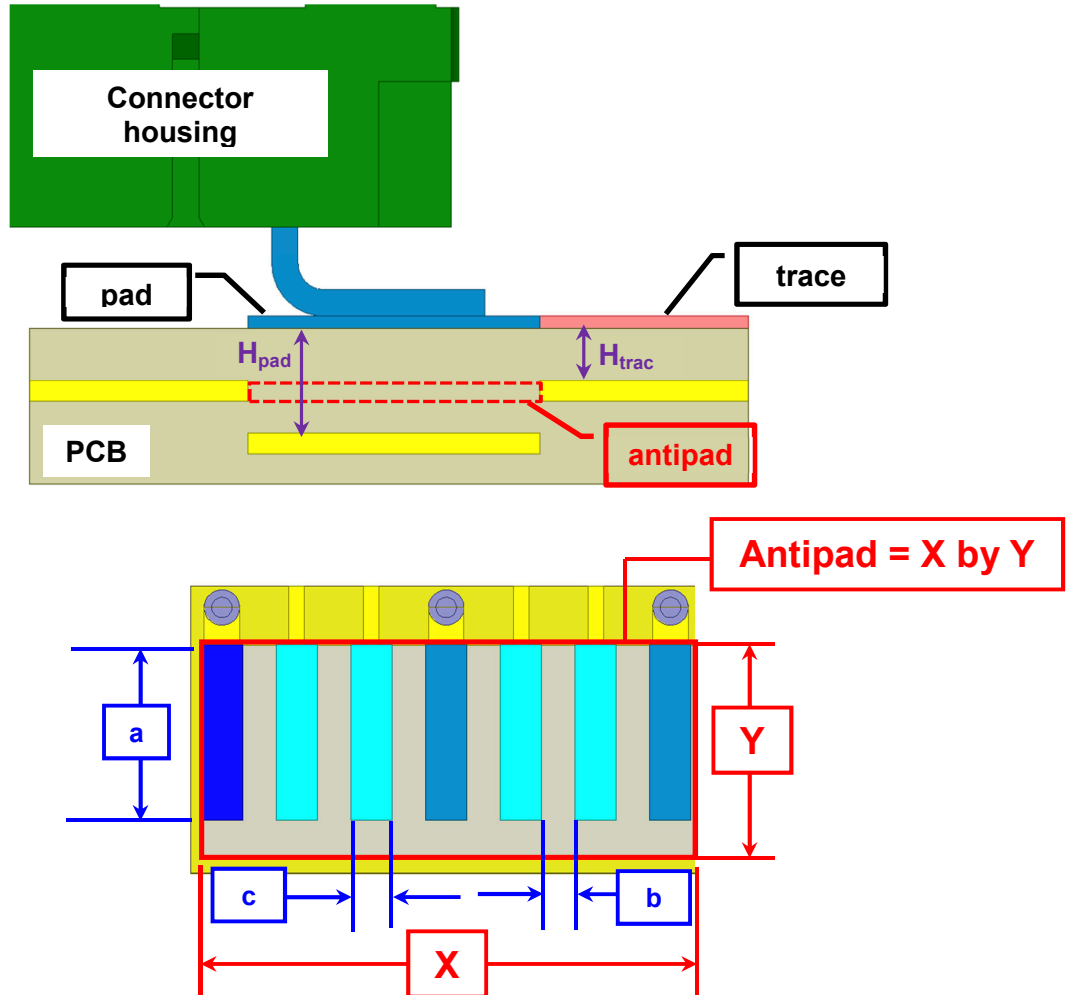 Connector
housing
pad
trace
Hpad
Htrac
PCB
antipad
Antipad = X by Y
a
Y
c
b
X